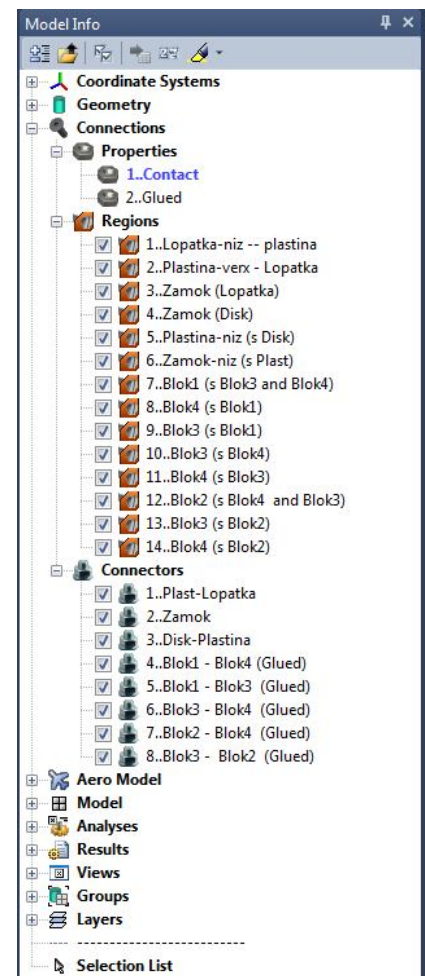 Model Info
Coordinate Systems
Geometry
Connections
Properties
1..Contact
2..Glued
Regions
1..Lopatka-niz -- plastina
2..Plastina-verx - Lopatka
3..Zamok (Lopatka)
4..Zamok (Disk)
5..Plastina-niz (s Disk)
6..Zamok-niz (s Plast)
7..Blok1 (s Blok3 and Blok4)
8..Blok4 (s Blok1)
9..Blok3 (s Blok1)
10..Blok3 (s Blok4)
11..Blok4 (s Blok3)
12..Blok2 (s Blok4  and Blok3)
13..Blok3 (s Blok2)
14..Blok4 (s Blok2)
Connectors
1..Plast-Lopatka
2..Zamok
3..Disk-Plastina
4..Blok1 - Blok4 (Glued)
5..Blok1 - Blok3  (Glued)
6..Blok3 - Blok4  (Glued)
7..Blok2 - Blok4  (Glued)
8..Blok3 -  Blok2  (Glued)
Aero Model
Model
Analyses
Results
Views
Groups
Layers
-------------------------
Selection List